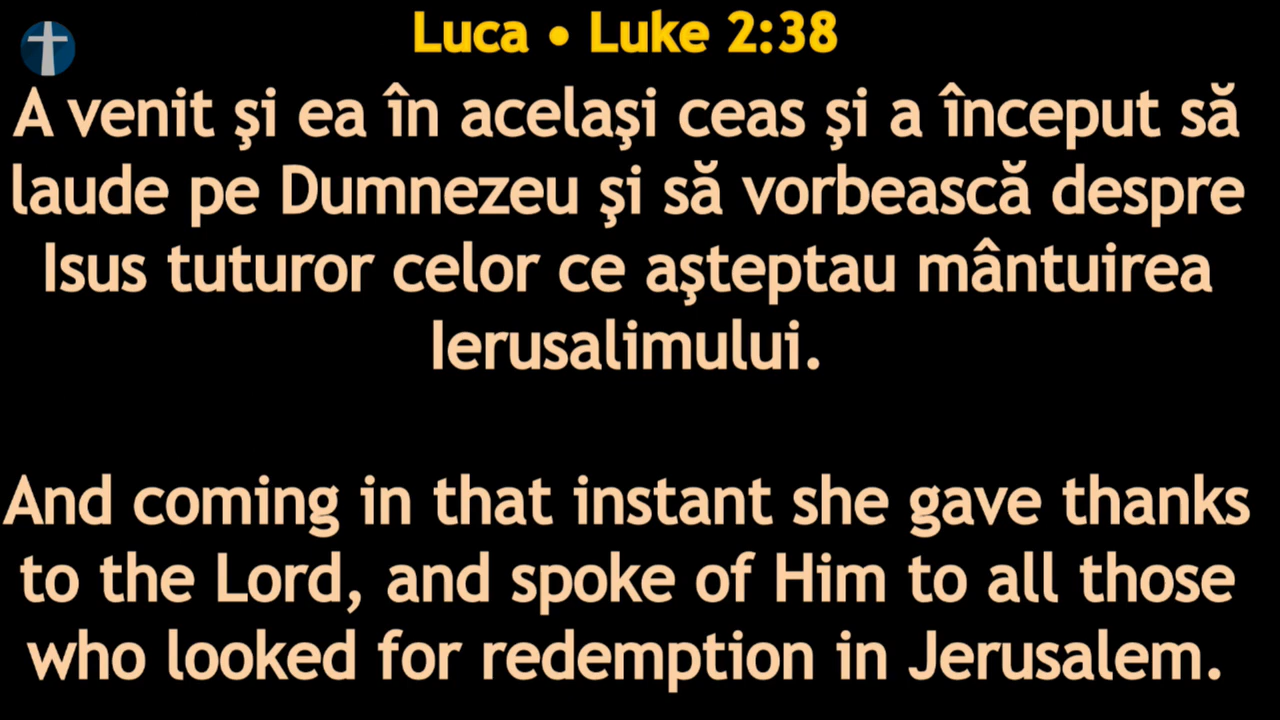 Luca • Luke 2:38
A venit şi ea în acelaşi ceas şi a început să
laude pe Dumnezeu şi să vorbească despre
Isus tuturor celor ce aşteptau mântuirea
Ierusalimului.
And coming in that instant she gave thanks
to the Lord, and spoke of Him to all those
who looked for redemption in Jerusalem.